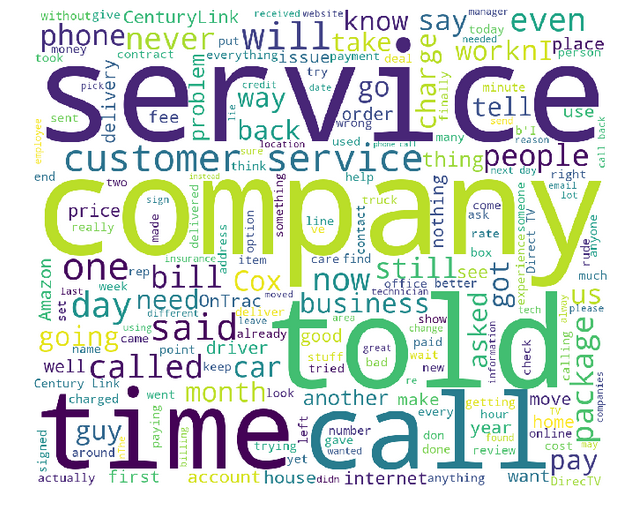 without give CenturyLink received website manager
phone never put will take know say today needed even
money took contract everything issue payment deal finally worknI place person
service
pick try date charge
sent delivery fee problem way credit lie back wrong go order minute tell use b'I reason call back
employee location used phone call many send
customer service thing people
end two sure think help nothing next day email lot right
company
price really made sign delivered instead option something line 've contact truck come ask rate box someone Direct TV experience rude anyone
Amazon one rep address insurance item care find still see much
bill Cox now office better technician got us
day need OnTrac business asked
set last week different moved deliver area show change tech always please
told
going said using came already leave good stuff great bad paid wait new information check calling package companies
name point driver tried
well called keep car re
Century Link charged month look another make every getting move home TV
time call
went guy around paying billing trying yet left number gave wanted don done hour year review found online cost may pay
signed first account house didn internet anything want DirecTV
actually